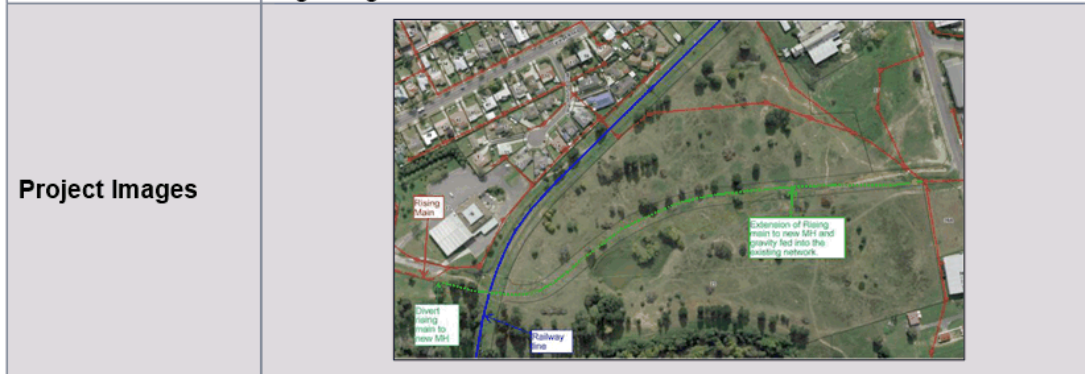 Project Images
Rising
Main
Extension of Rising
main to new MH and
gravity fed into the
existing network.
Divert
rising
main to
new MH
Railway
line